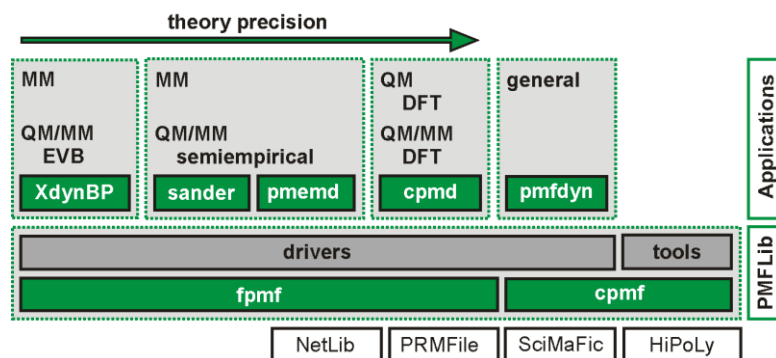 theory precision
MM
QM/MM
EVB
XdynBP
MM
QM/MM
semiempirical
sander
pmemd
QM
DFT
QM/MM
DFT
cpmd
general
pmfdyn
Applications
drivers
tools
fpmf
cpmf
PMFLib
NetLib
PRMFile
SciMaFic
HiPoLy